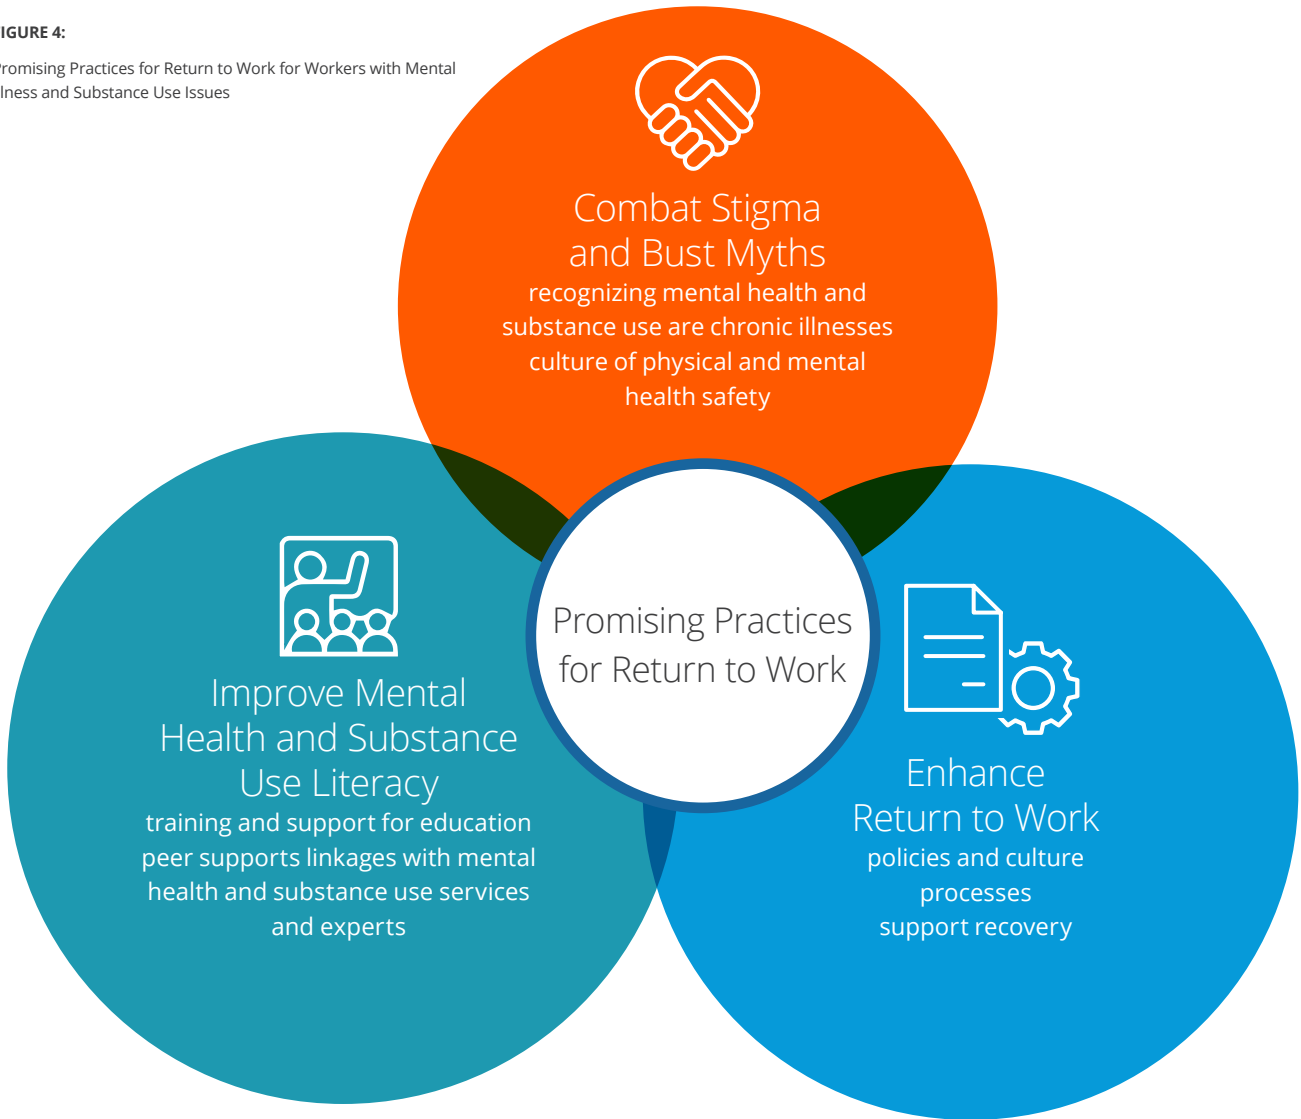 FIGURE 4:
Promising Practices for Return to Work for Workers with Mental
Illness and Substance Use Issues
Combat Stigma
and Bust Myths
recognizing mental health and
substance use are chronic illnesses
culture of physical and mental
health safety
Promising Practices
for Return to Work
Improve Mental
Health and Substance
Use Literacy
training and support for education
peer supports linkages with mental
health and substance use services
and experts
Enhance
Return to Work
policies and culture
processes
support recovery